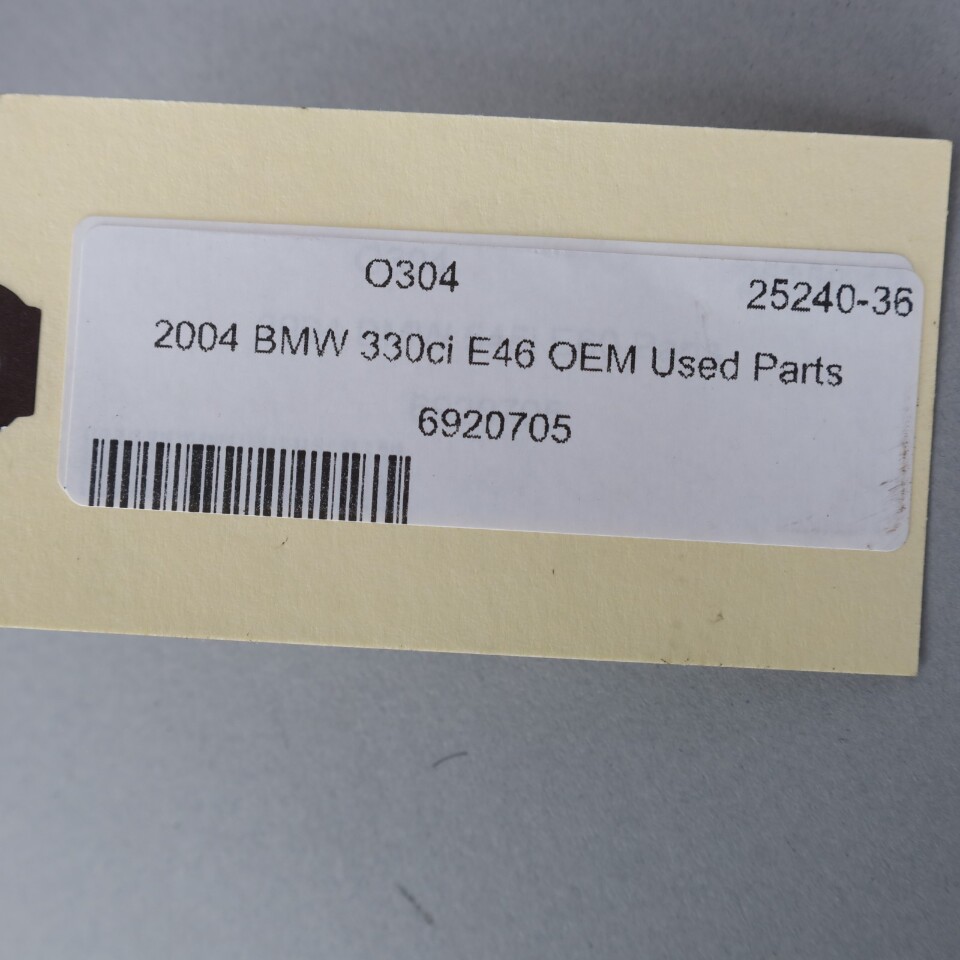 O304 25240-36
2004 BMW 330ci E46 OEM Used Parts
6920705